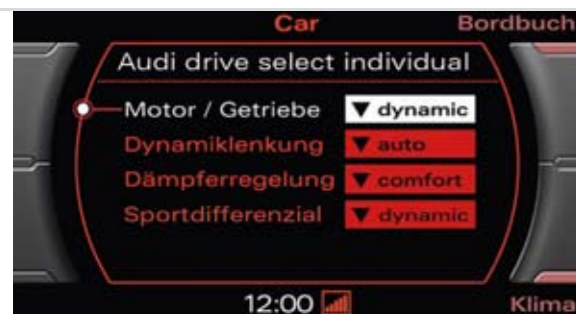 Car Bordbuch
Audi drive select individual
Motor / Getriebe ▼ dynamic
Dynamiklenkung ▼ auto
Dämpferregelung ▼ comfort
Sportdifferenzial ▼ dynamic
12:00 Klima